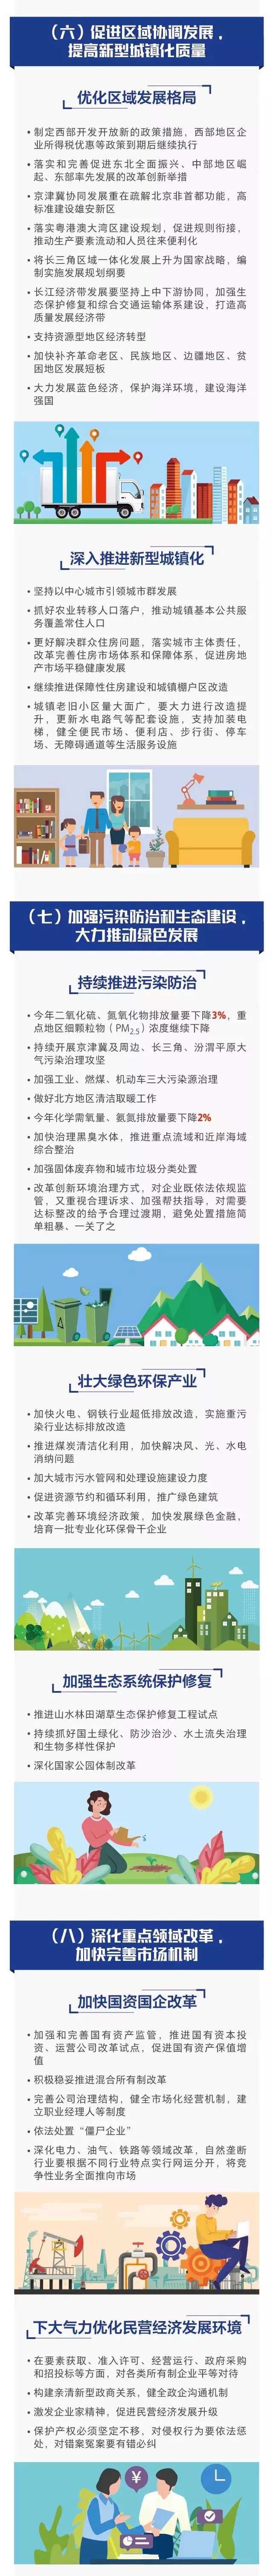 （六）促进区域协调发展，
提高新型城镇化质量
优化区域发展格局
• 制定西部开发开放新的政策措施，西部地区企
业所得税优惠等政策到期后继续执行
• 落实和完善促进东北全面振兴、中部地区崛
起、东部率先发展的改革创新举措
• 京津冀协同发展重在疏解北京非首都功能，高
标准建设雄安新区
• 落实粤港澳大湾区建设规划，促进规则衔接，
推动生产要素流动和人员往来便利化
• 将长三角区域一体化发展上升为国家战略，编
制实施发展规划纲要
• 长江经济带发展要坚持上中下游协同，加强生
态保护修复和综合交通运输体系建设，打造高
质量发展经济带
• 支持资源型地区经济转型
• 加快补齐革命老区、民族地区、边疆地区、贫
困地区发展短板
• 大力发展蓝色经济，保护海洋环境，建设海洋
强国
深入推进新型城镇化
• 坚持以中心城市引领城市群发展
• 抓好农业转移人口落户，推动城镇基本公共服
务覆盖常住人口
• 更好解决群众住房问题，落实城市主体责任，
改革完善住房市场体系和保障体系，促进房地
产市场平稳健康发展
• 继续推进保障性住房建设和城镇棚户区改造
• 城镇老旧小区量大面广，要大力进行改造提
升，更新水电路气等配套设施，支持加装电
梯，健全便民市场、便利店、步行街、停车
场、无障碍通道等生活服务设施
（七）加强污染防治和生态建设，
大力推动绿色发展
持续推进污染防治
• 今年二氧化硫、氮氧化物排放量要下降3%，重
点地区细颗粒物（PM2.5）浓度继续下降
• 持续开展京津冀及周边、长三角、汾渭平原大
气污染治理攻坚
• 加强工业、燃煤、机动车三大污染源治理
• 做好北方地区清洁取暖工作
• 今年化学需氧量、氨氮排放量要下降2%
• 加快治理黑臭水体，推进重点流域和近岸海域
综合整治
• 加强固体废弃物和城市垃圾分类处置
• 改革创新环境治理方式，对企业既依法依规监
管，又重视合理诉求、加强帮扶指导，对需要
达标整改的给予合理过渡期，避免处置措施简
单粗暴、一关了之
壮大绿色环保产业
• 加快火电、钢铁行业超低排放改造，实施重污
染行业达标排放改造
• 推进煤炭清洁化利用，加快解决风、光、水电
消纳问题
• 加大城市污水管网和处理设施建设力度
• 促进资源节约和循环利用，推广绿色建筑
• 改革完善环境经济政策，加快发展绿色金融，
培育一批专业化环保骨干企业
加强生态系统保护修复
• 推进山水林田湖草生态保护修复工程试点
• 持续抓好国土绿化、防沙治沙、水土流失治理
和生物多样性保护
• 深化国家公园体制改革
（八）深化重点领域改革，
加快完善市场机制
加快国资国企改革
• 加强和完善国有资产监管，推进国有资本投
资、运营公司改革试点，促进国有资产保值增
值
• 积极稳妥推进混合所有制改革
• 完善公司治理结构，健全市场化经营机制，建
立职业经理人等制度
• 依法处置“僵尸企业”
• 深化电力、油气、铁路等领域改革，自然垄断
行业要根据不同行业特点实行网运分开，将竞
争性业务全面推向市场
下大气力优化民营经济发展环境
• 在要素获取、准入许可、经营运行、政府采购
和招投标等方面，对各类所有制企业平等对待
• 构建亲清新型政商关系，健全政企沟通机制
• 激发企业家精神，促进民营经济发展升级
• 保护产权必须坚定不移，对侵权行为要依法惩
处，对错案冤案要有错必纠